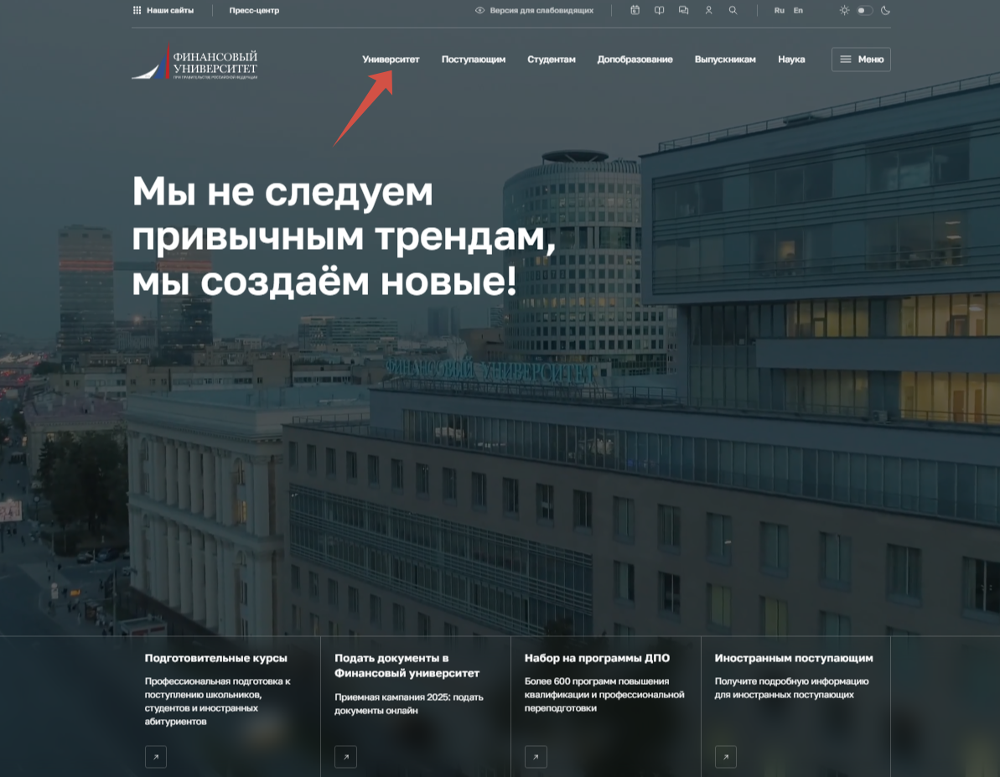 Наши сайты
Пресс-центр
Версия для слабовидящих
Ru En
ФИНАНСОВЫЙ
УНИВЕРСИТЕТ
ПРИ ПРАВИТЕЛЬСТВЕ РОССИЙСКОЙ ФЕДЕРАЦИИ
Университет Поступающим Студентам Допобразование Выпускникам Наука Меню
Мы не следуем
привычным трендам,
мы создаём новые!
ФИНАНСОВЫЙ УНИВЕРСИТЕТ
Подготовительные курсы
Профессиональная подготовка к
поступлению школьников,
студентов и иностранных
абитуриентов
Подать документы в
Финансовый университет
Приемная кампания 2025: подать
документы онлайн
Набор на программы ДПО
Более 600 программ повышения
квалификации и профессиональной
переподготовки
Иностранным поступающим
Получите подробную информацию
для иностранных поступающих